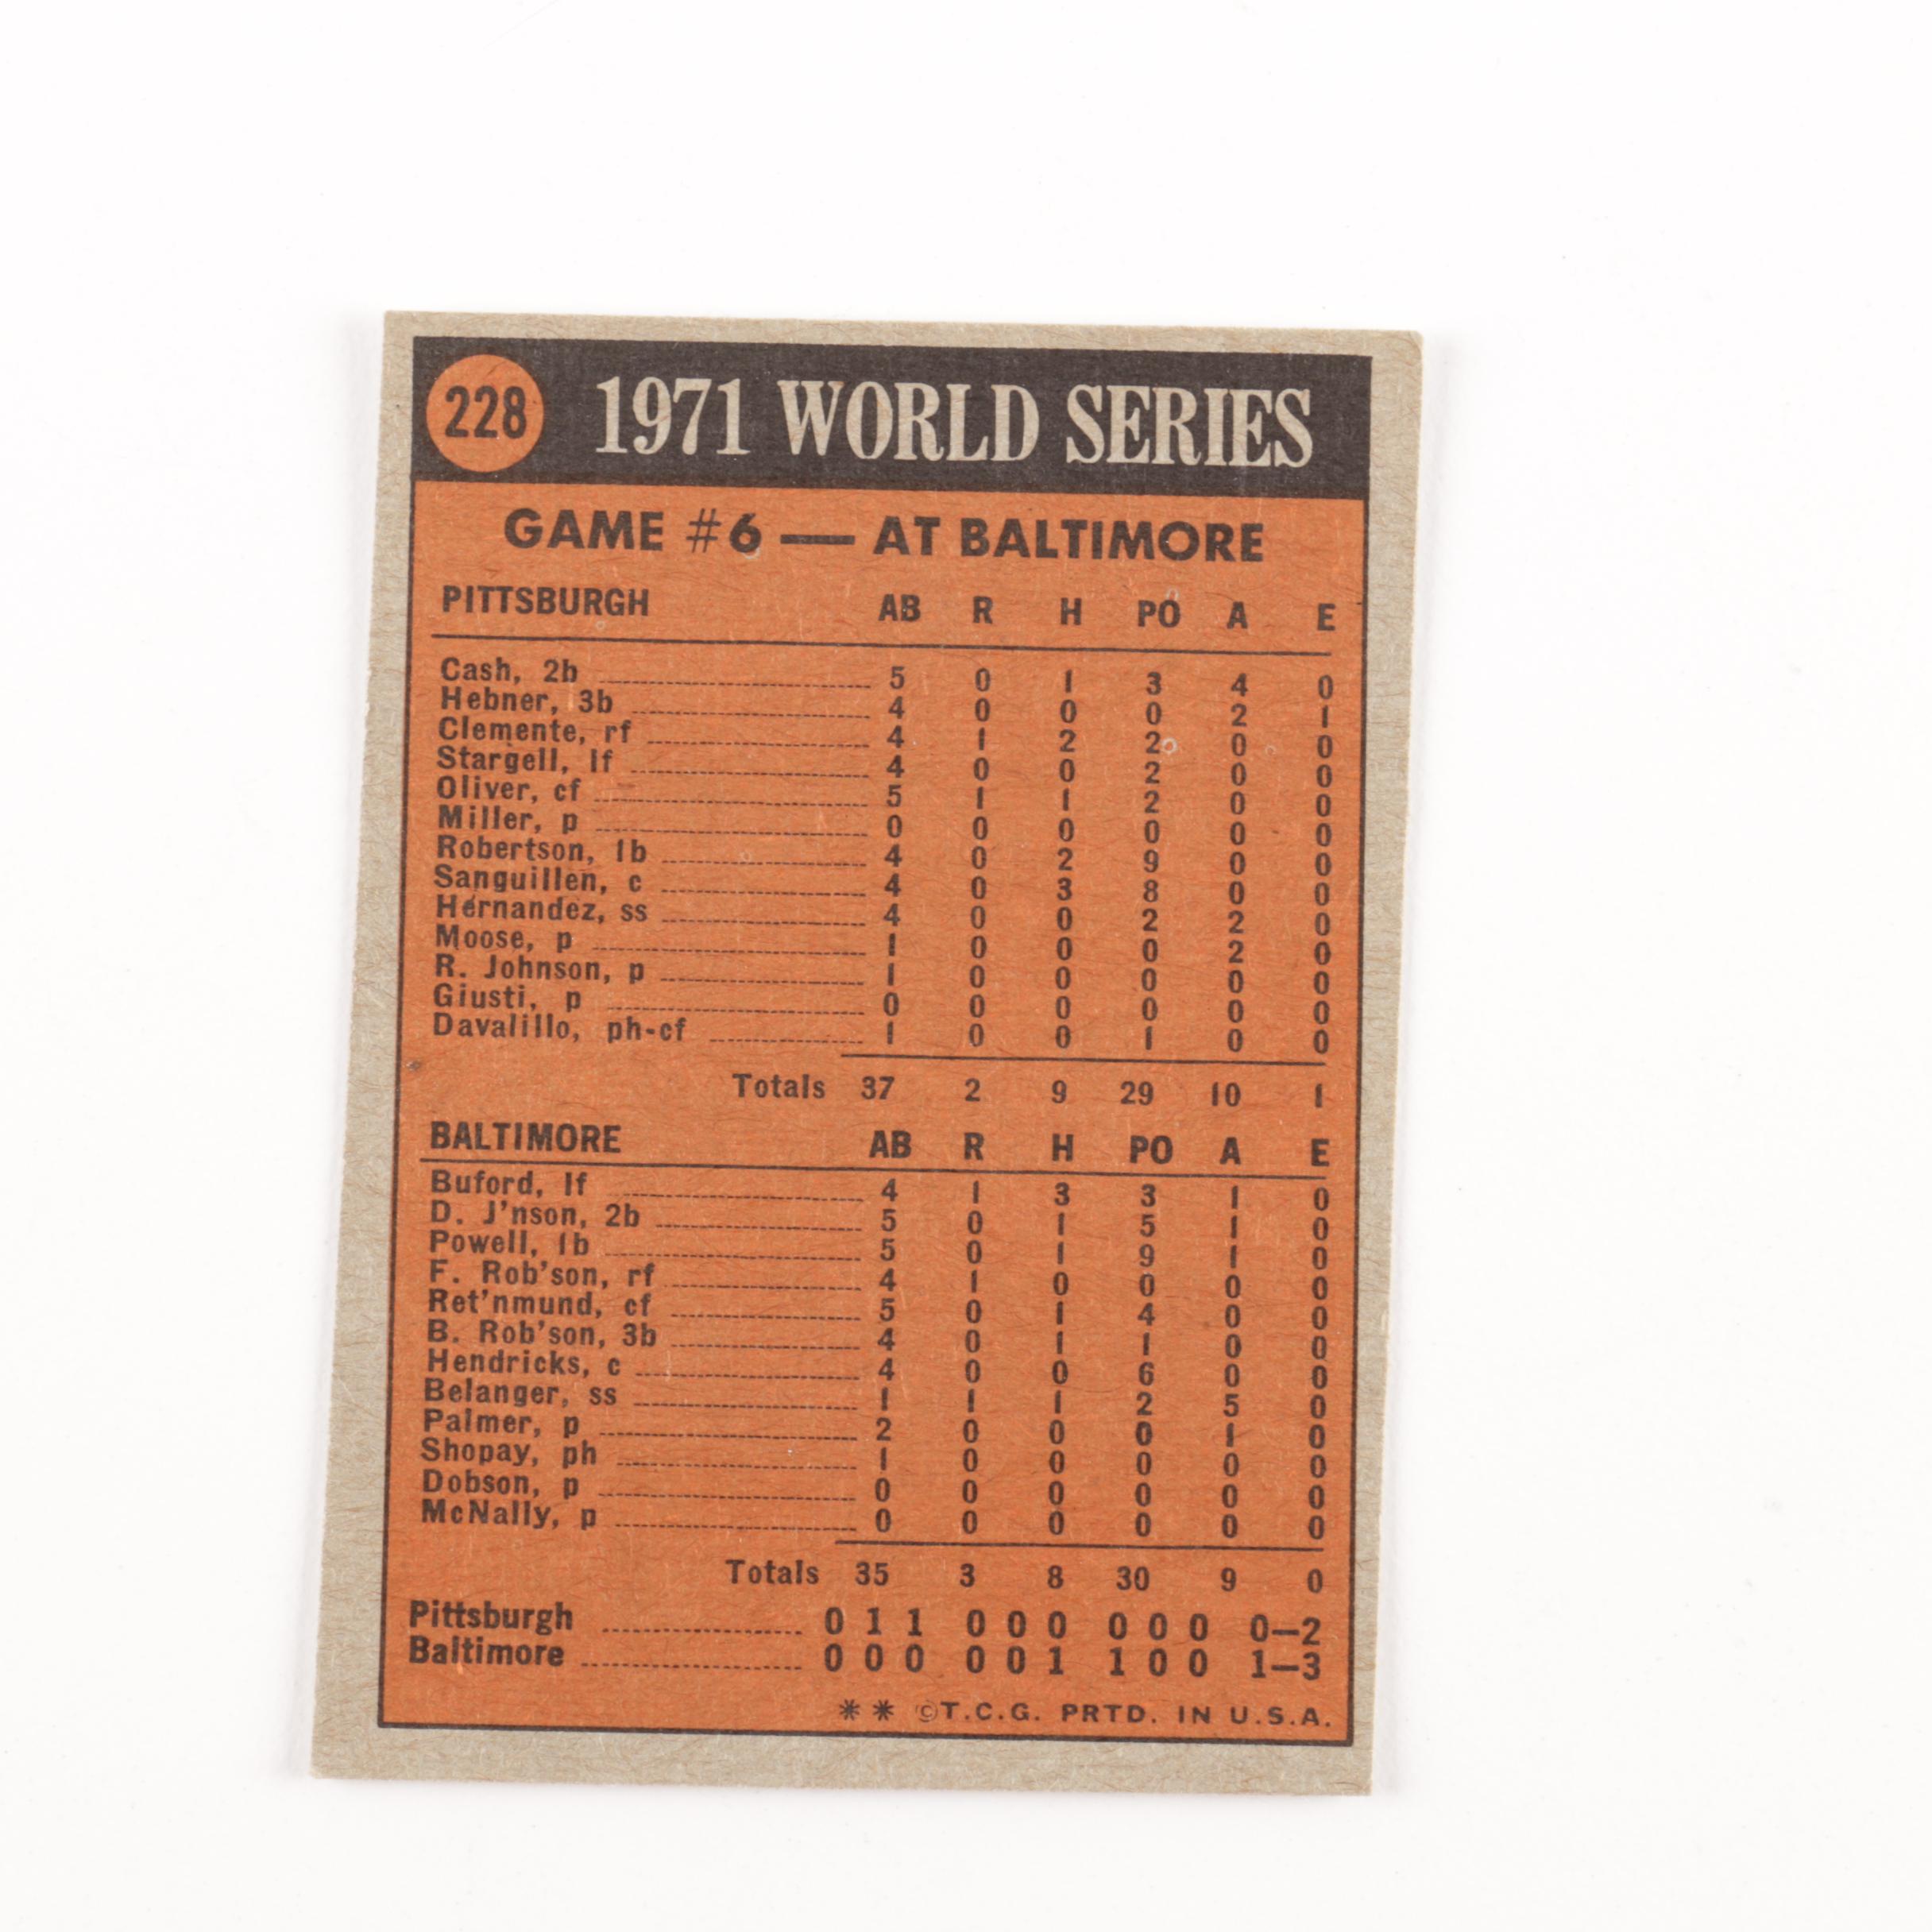 228 1971 WORLD SERIES
GAME #6 — AT BALTIMORE
PITTSBURGH AB R H PO A E
Cash, 2b 5 0 1 3 4 0
Hebner, 3b 4 0 0 0 2 1
Clemente, rf 4 1 2 2 0 0
Stargell, lf 4 0 0 2 0 0
Oliver, cf 5 1 1 2 0 0
Miller, p 0 0 0 0 0 0
Robertson, 1b 4 0 2 9 0 0
Sanguillen, c 4 0 3 8 0 0
Hernandez, ss 4 0 0 2 2 0
Moose, p 1 0 0 0 2 0
R. Johnson, p 1 0 0 0 0 0
Giusti, p 0 0 0 0 0 0
Davalillo, ph-cf 1 0 0 1 0 0
Totals 37 2 9 29 10 1
BALTIMORE AB R H PO A E
Buford, lf 4 1 3 3 1 0
D. J'nson, 2b 5 0 1 5 1 0
Powell, 1b 5 0 1 9 1 0
F. Rob'son, rf 4 1 0 0 0 0
Ret'nmund, cf 5 0 1 4 0 0
B. Rob'son, 3b 4 0 1 1 0 0
Hendricks, c 4 0 0 6 0 0
Belanger, ss 1 1 1 2 5 0
Palmer, p 2 0 0 0 1 0
Shopay, ph 1 0 0 0 0 0
Dobson, p 0 0 0 0 0 0
McNally, p 0 0 0 0 0 0
Totals 35 3 8 30 9 0
Pittsburgh 0 1 1 0 0 0 0 0 0 0—2
Baltimore 0 0 0 0 0 1 1 0 0 1—3
** ©T.C.G. PRTD. IN U.S.A.